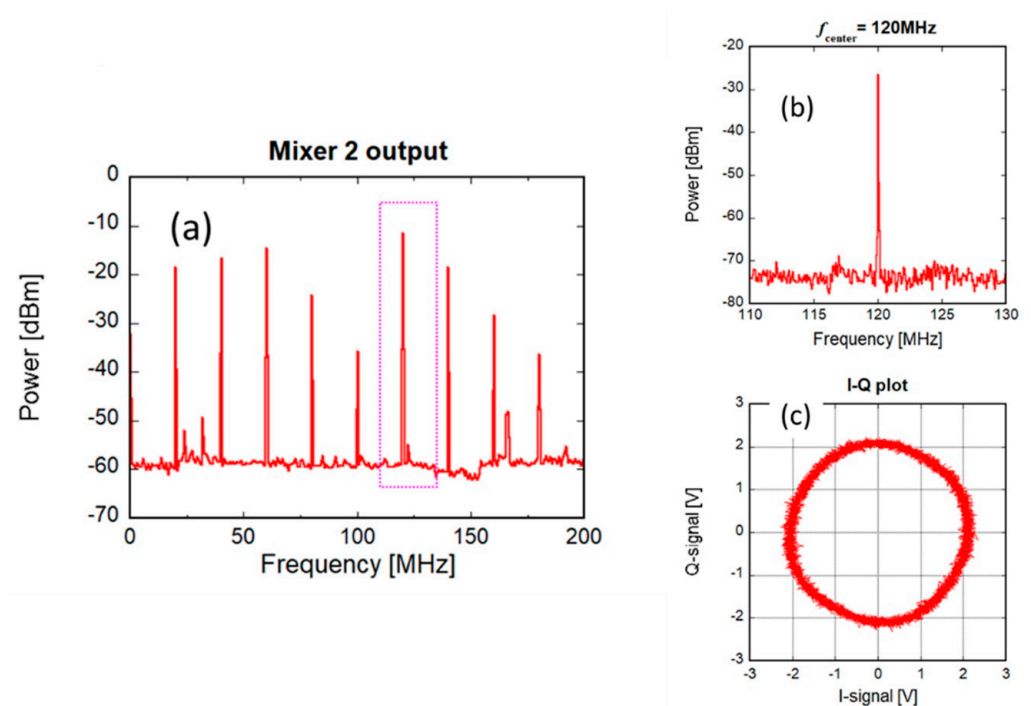 Mixer 2 output
(a)
0
-10
-20
-30
-40
-50
-60
-70
Power [dBm]
0 50 100 150 200
Frequency [MHz]
f center = 120MHz
(b)
-20
-30
-40
-50
-60
-70
-80
Power [dBm]
110 115 120 125 130
Frequency [MHz]
I-Q plot
(c)
3
2
1
0
-1
-2
-3
Q-signal [V]
-3 -2 -1 0 1 2 3
I-signal [V]